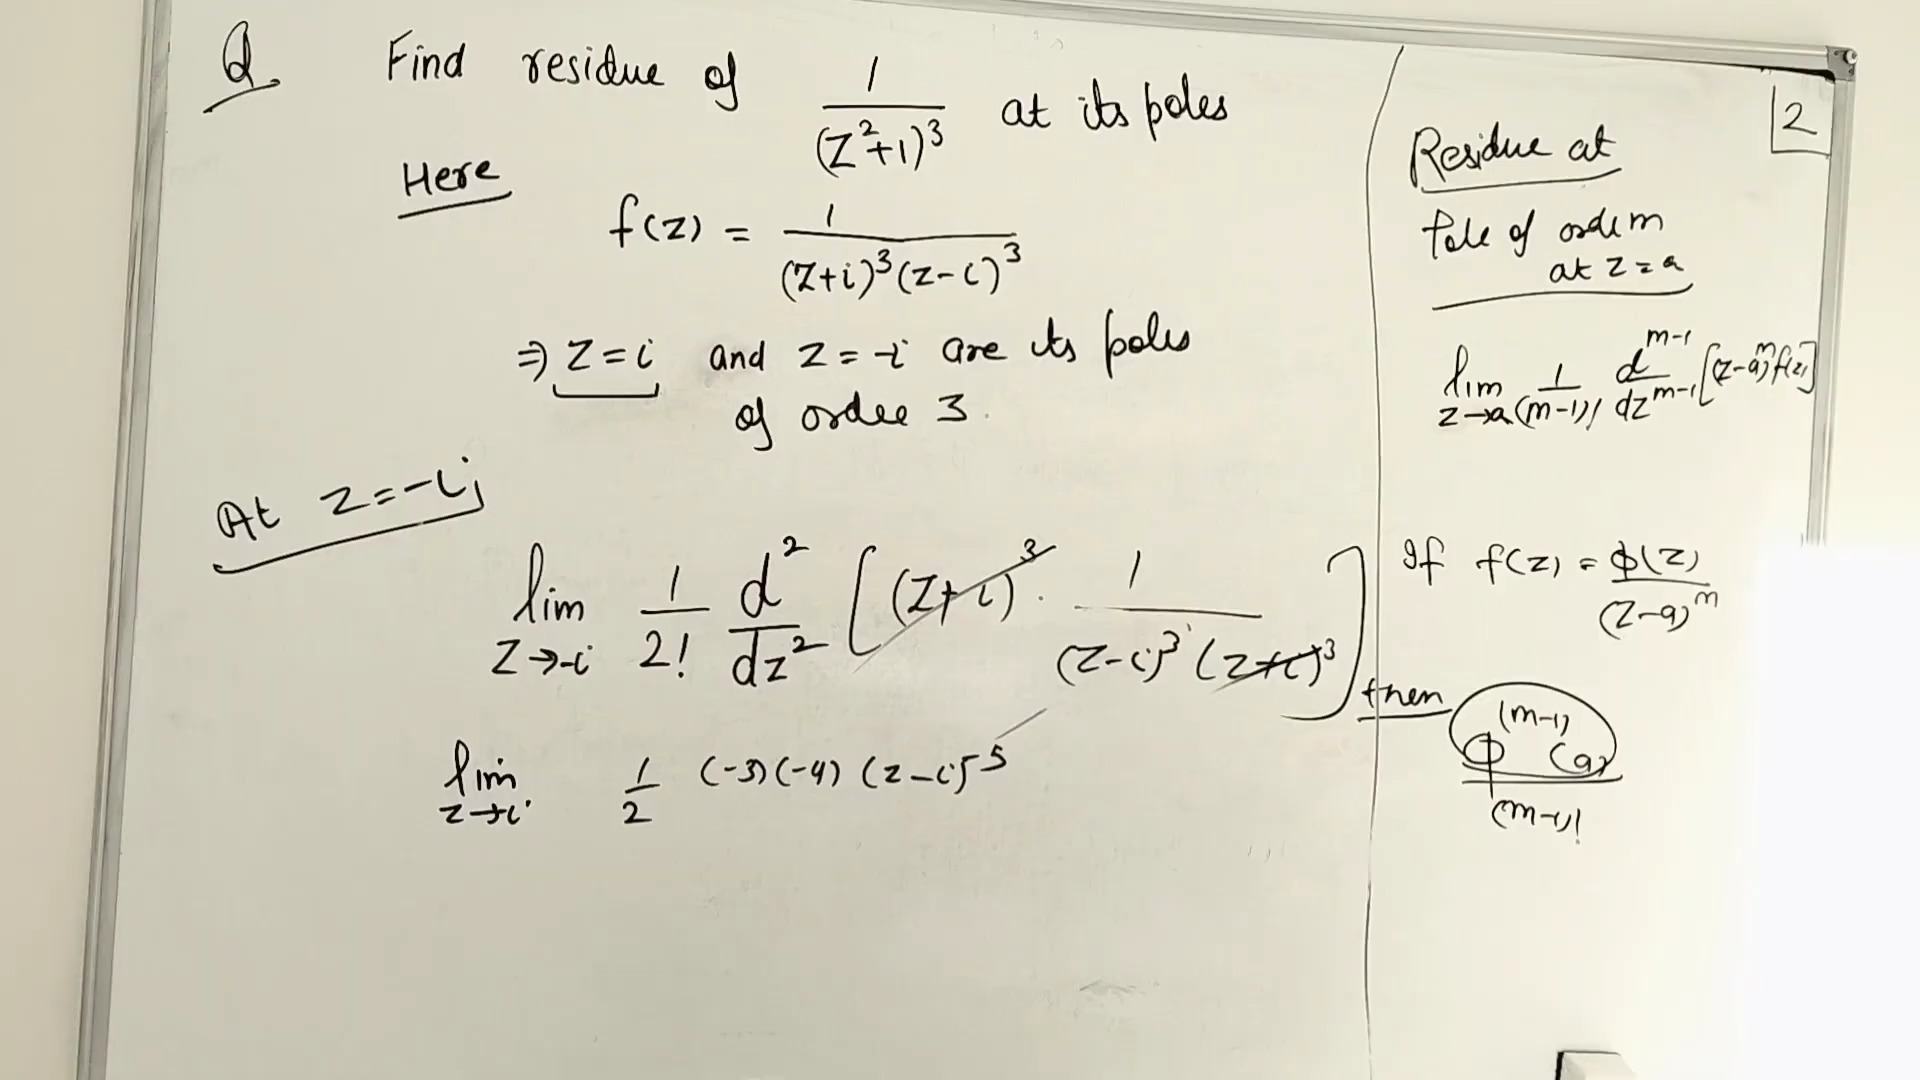 Q. Find residue of 1/(Z²+1)³ at its poles
Here
f(z) = 1/((Z+i)³(z-i)³)
⇒ Z=i and z=-i are its poles
of order 3.
At z=-i,
lim z→-i 1/2! d²/dz² [(Z+i)³ · 1/((z-i)³(z+i)³)]
lim z→i 1/2 (-3)(-4)(z-i)⁻⁵
2
Residue at
Pole of order m
at z=a
lim z→a 1/(m-1)! d^(m-1)/dz^(m-1) [(z-a)^m f(z)]
If f(z) = Φ(z)/(z-a)^m
then
Φ^(m-1)(a)/(m-1)!